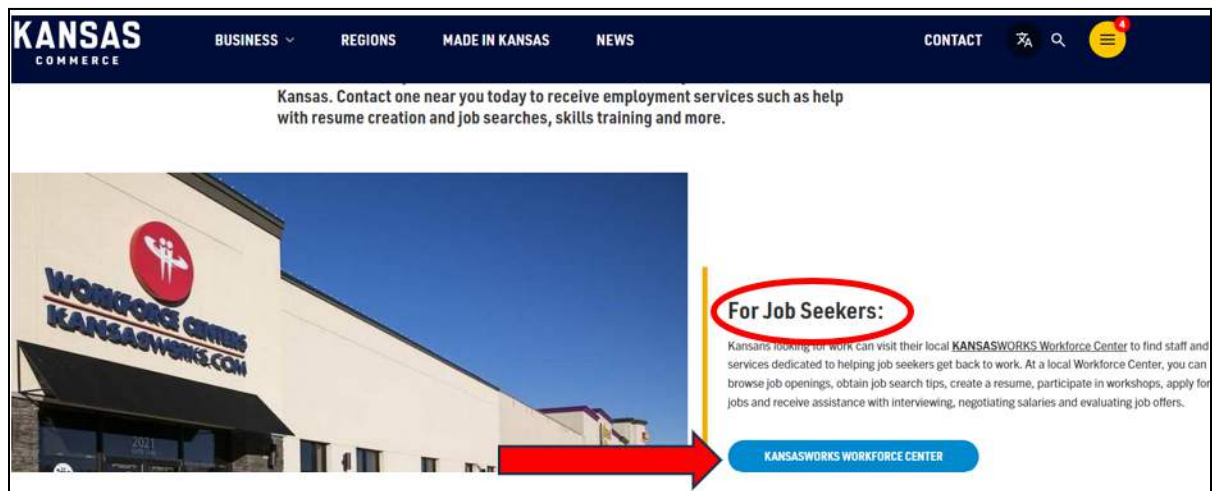 KANSAS
COMMERCE
BUSINESS
REGIONS
MADE IN KANSAS
NEWS
CONTACT
4
Kansas. Contact one near you today to receive employment services such as help
with resume creation and job searches, skills training and more.
WORKFORCE CENTERS
KANSASWORKS.COM
2021
For Job Seekers:
Kansans looking for work can visit their local KANSASWORKS Workforce Center to find staff and
services dedicated to helping job seekers get back to work. At a local Workforce Center, you can
browse job openings, obtain job search tips, create a resume, participate in workshops, apply for
jobs and receive assistance with interviewing, negotiating salaries and evaluating job offers.
KANSASWORKS WORKFORCE CENTER